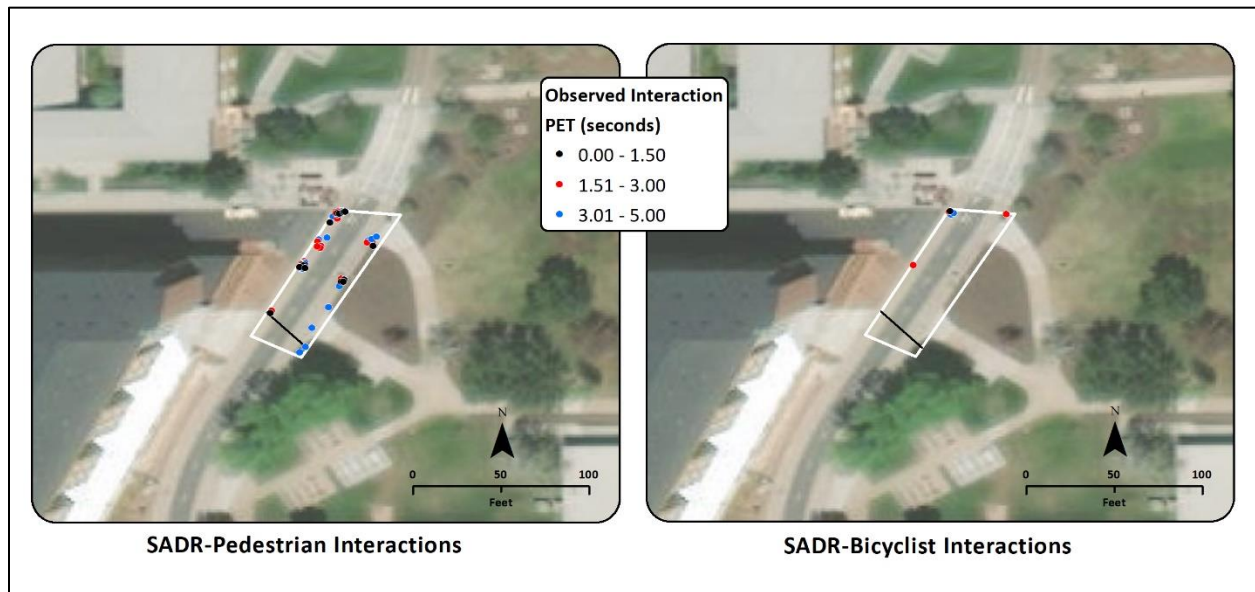 Observed Interaction
PET (seconds)
0.00 - 1.50
1.51 - 3.00
3.01 - 5.00
N
0 50 100
Feet
N
0 50 100
Feet
SADR-Pedestrian Interactions
SADR-Bicyclist Interactions